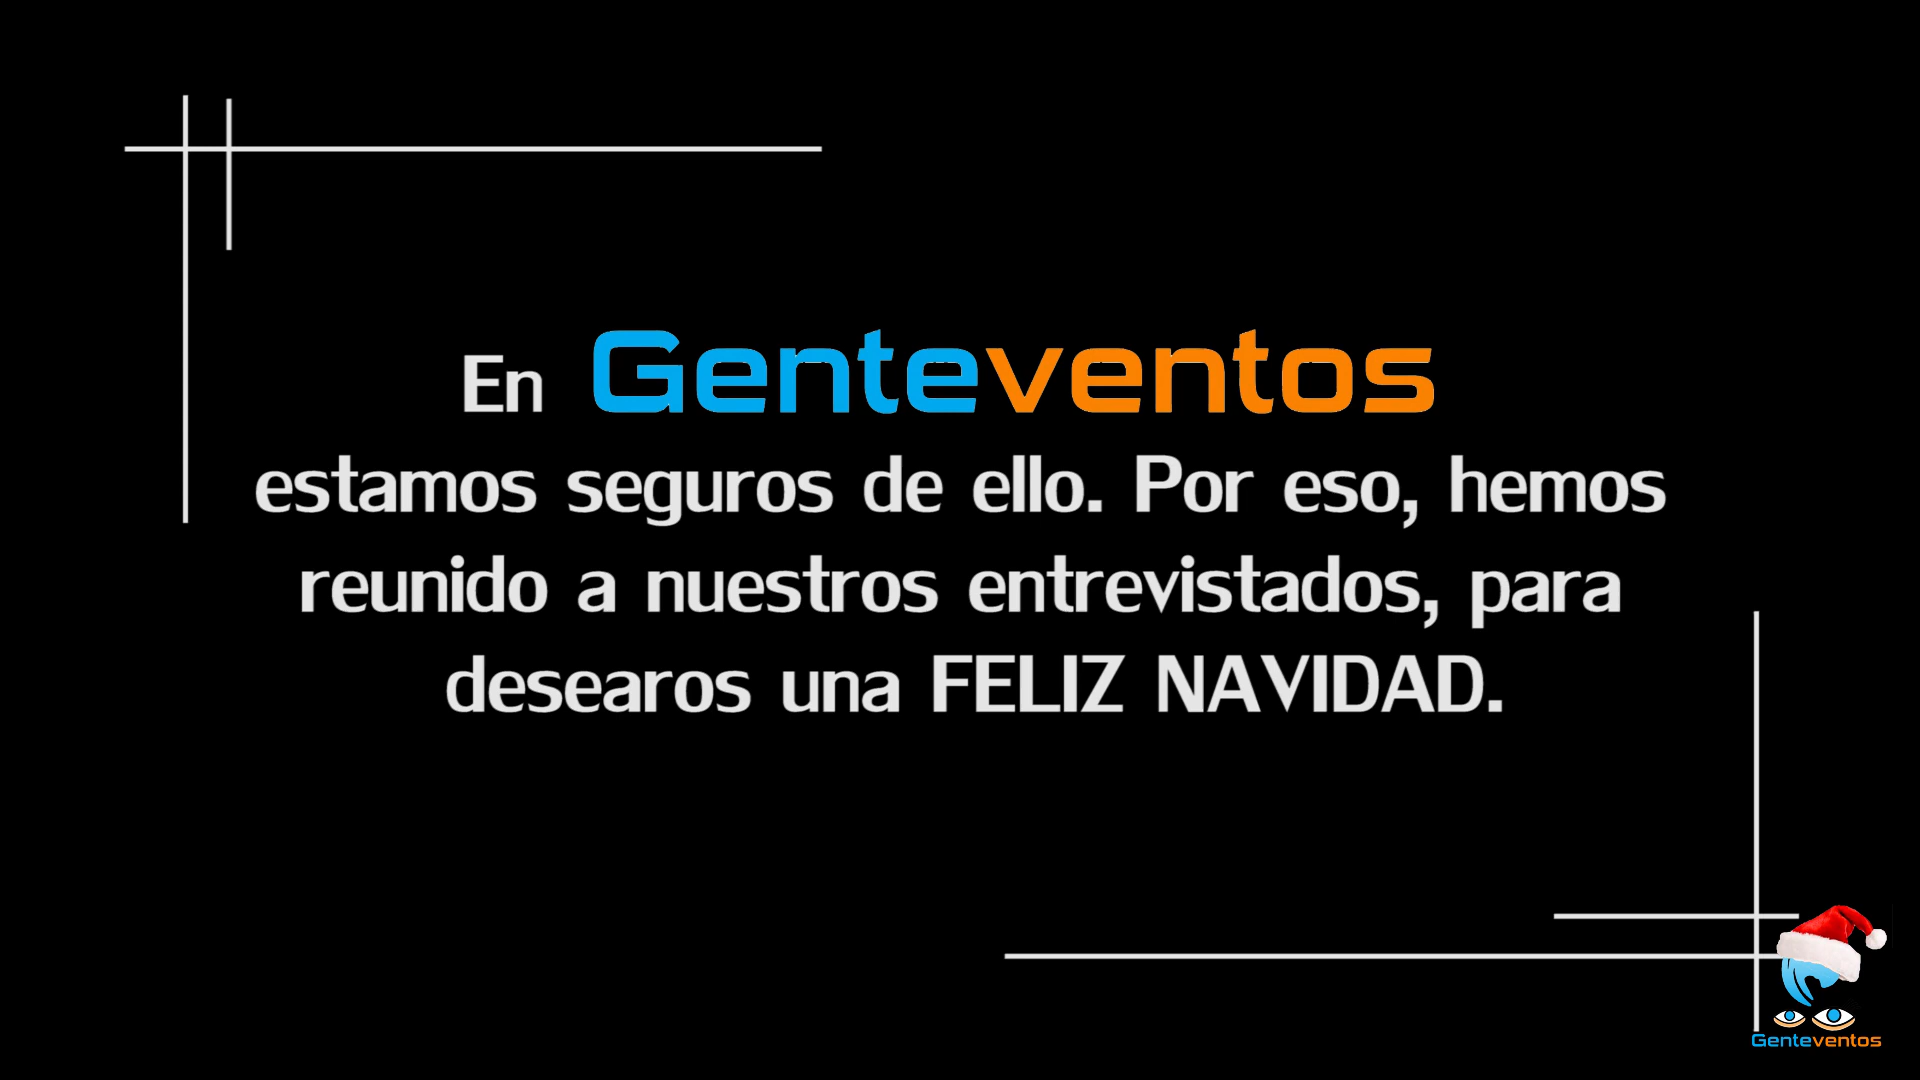 En Genteventos
estamos seguros de ello. Por eso, hemos
reunido a nuestros entrevistados, para
desearos una FELIZ NAVIDAD.
Genteventos